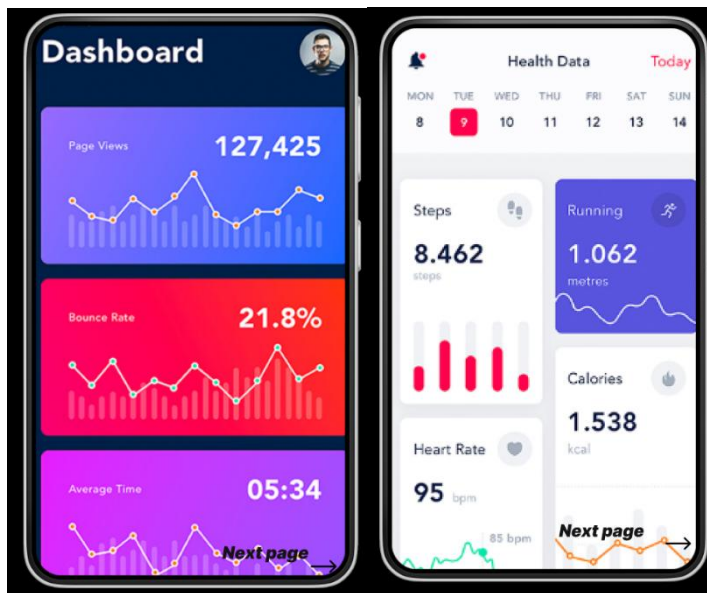 Dashboard
Page Views
127,425
Bounce Rate
21.8%
Average Time
05:34
Next page
Health Data
Today
MON TUE WED THU FRI SAT SUN
8 9 10 11 12 13 14
Steps
8.462
steps
Running
1.062
metres
Heart Rate
95 bpm
85 bpm
Calories
1.538
kcal
Next page